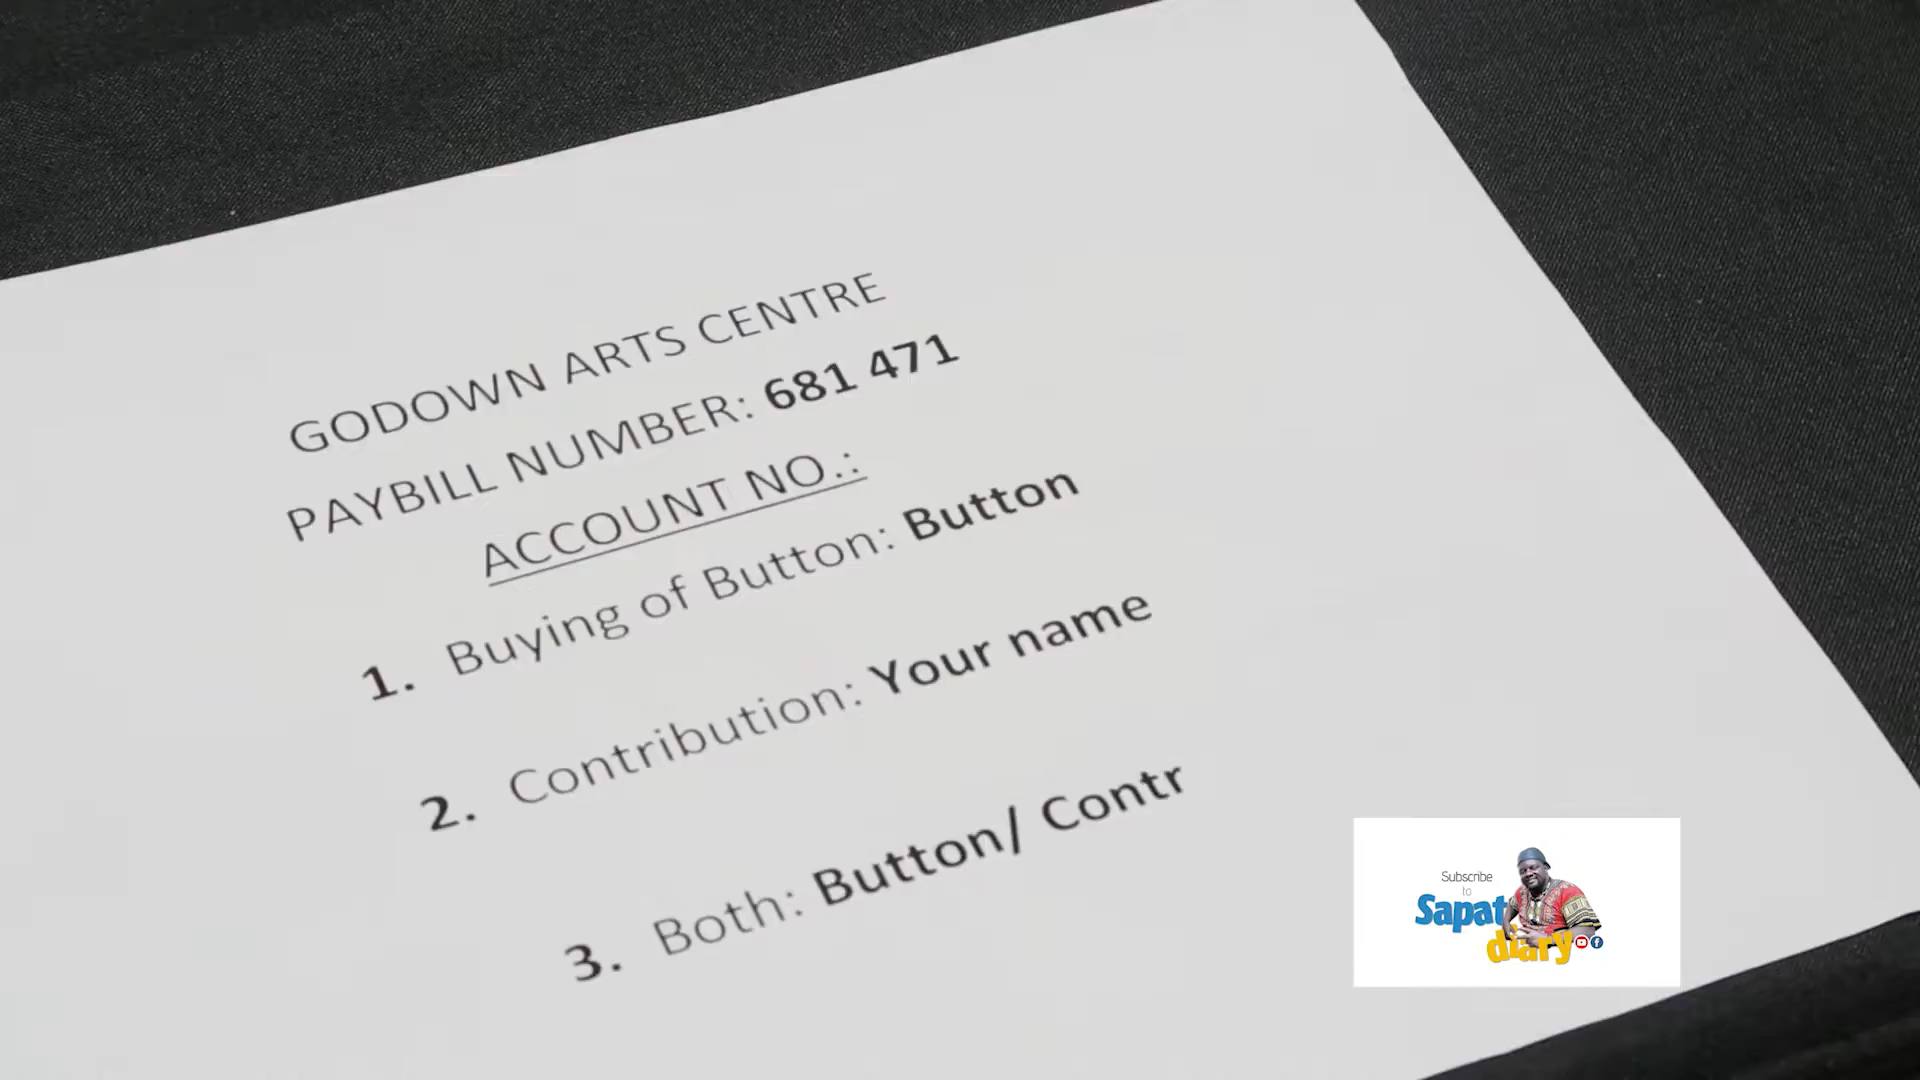 GODOWN ARTS CENTRE
PAYBILL NUMBER: 681 471
ACCOUNT NO.:
1. Buying of Button: Button
2. Contribution: Your name
3. Both: Button/ Contr
Subscribe
to
Sapat
diary